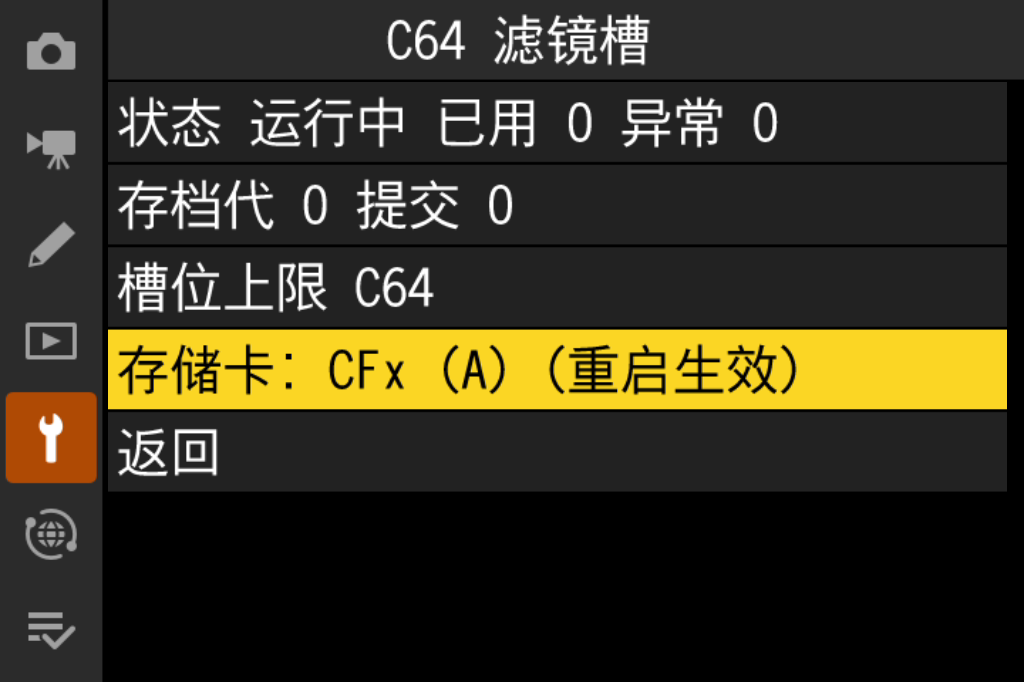 C64 滤镜槽
状态 运行中 已用 0 异常 0
存档代 0 提交 0
槽位上限 C64
存储卡: CFx (A) (重启生效)
返回